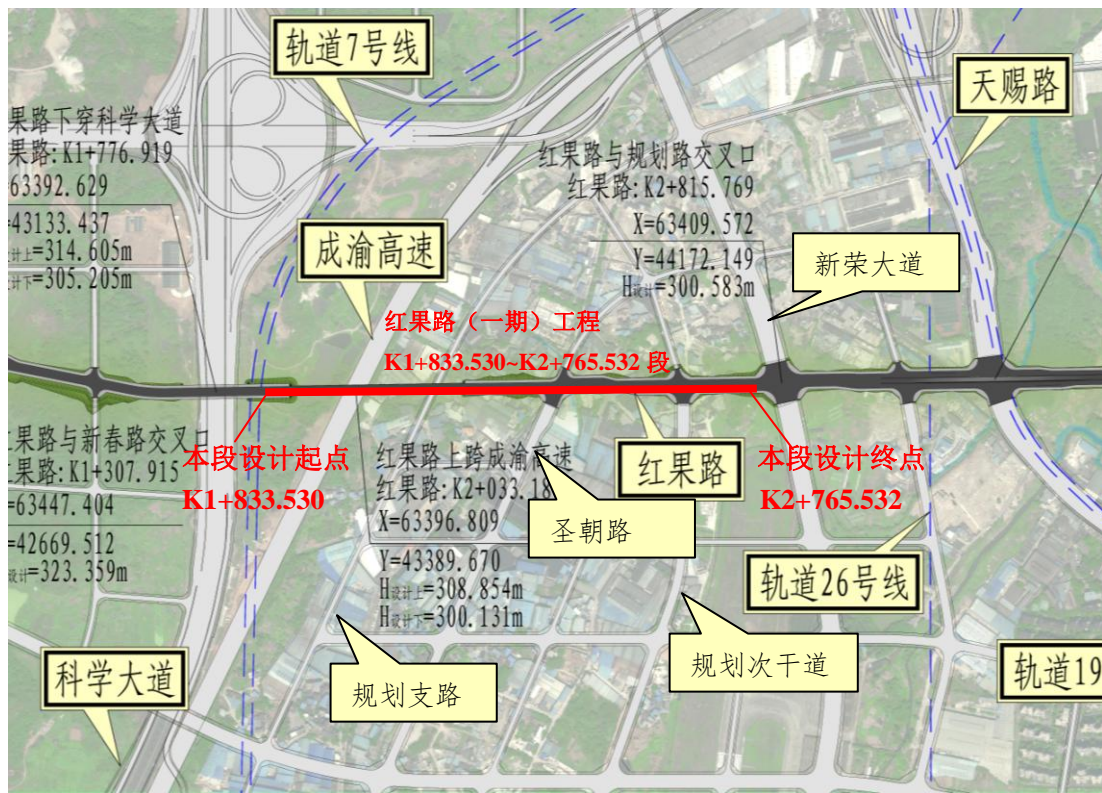 轨道7号线
天赐路
果路下穿科学大道
果路:K1+776.919
=63392.629
=43133.437
计上=314.605m
计下=305.205m
成渝高速
红果路与规划路交叉口
红果路:K2+815.769
X=63409.572
Y=44172.149
H设计=300.583m
新荣大道
红果路（一期）工程
K1+833.530~K2+765.532 段
果路与新春路交叉口
果路:K1+307.915
=63447.404
=42669.512
设计=323.359m
本段设计起点
K1+833.530
红果路上跨成渝高速
红果路:K2+033.18
X=63396.809
Y=43389.670
H设计上=308.854m
H设计下=300.131m
红果路
本段设计终点
K2+765.532
圣朝路
轨道26号线
科学大道
规划支路
规划次干道
轨道19